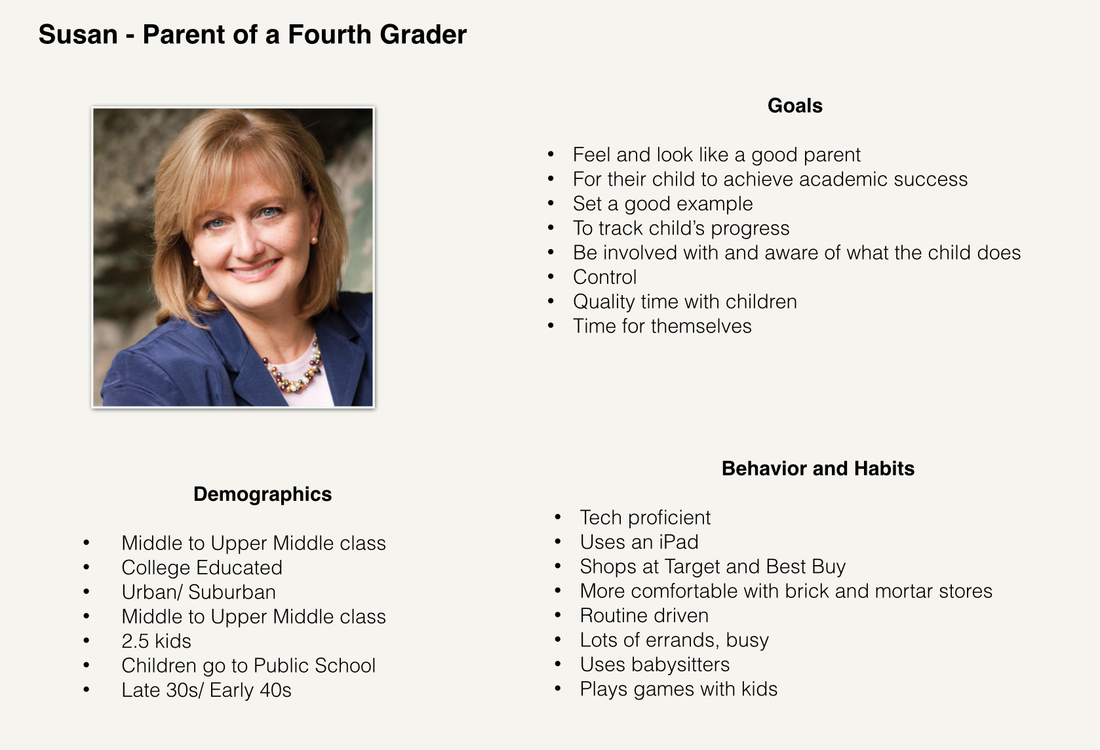 Susan - Parent of a Fourth Grader
Goals
• Feel and look like a good parent
• For their child to achieve academic success
• Set a good example
• To track child’s progress
• Be involved with and aware of what the child does
• Control
• Quality time with children
• Time for themselves
Demographics
• Middle to Upper Middle class
• College Educated
• Urban/ Suburban
• Middle to Upper Middle class
• 2.5 kids
• Children go to Public School
• Late 30s/ Early 40s
Behavior and Habits
• Tech proficient
• Uses an iPad
• Shops at Target and Best Buy
• More comfortable with brick and mortar stores
• Routine driven
• Lots of errands, busy
• Uses babysitters
• Plays games with kids